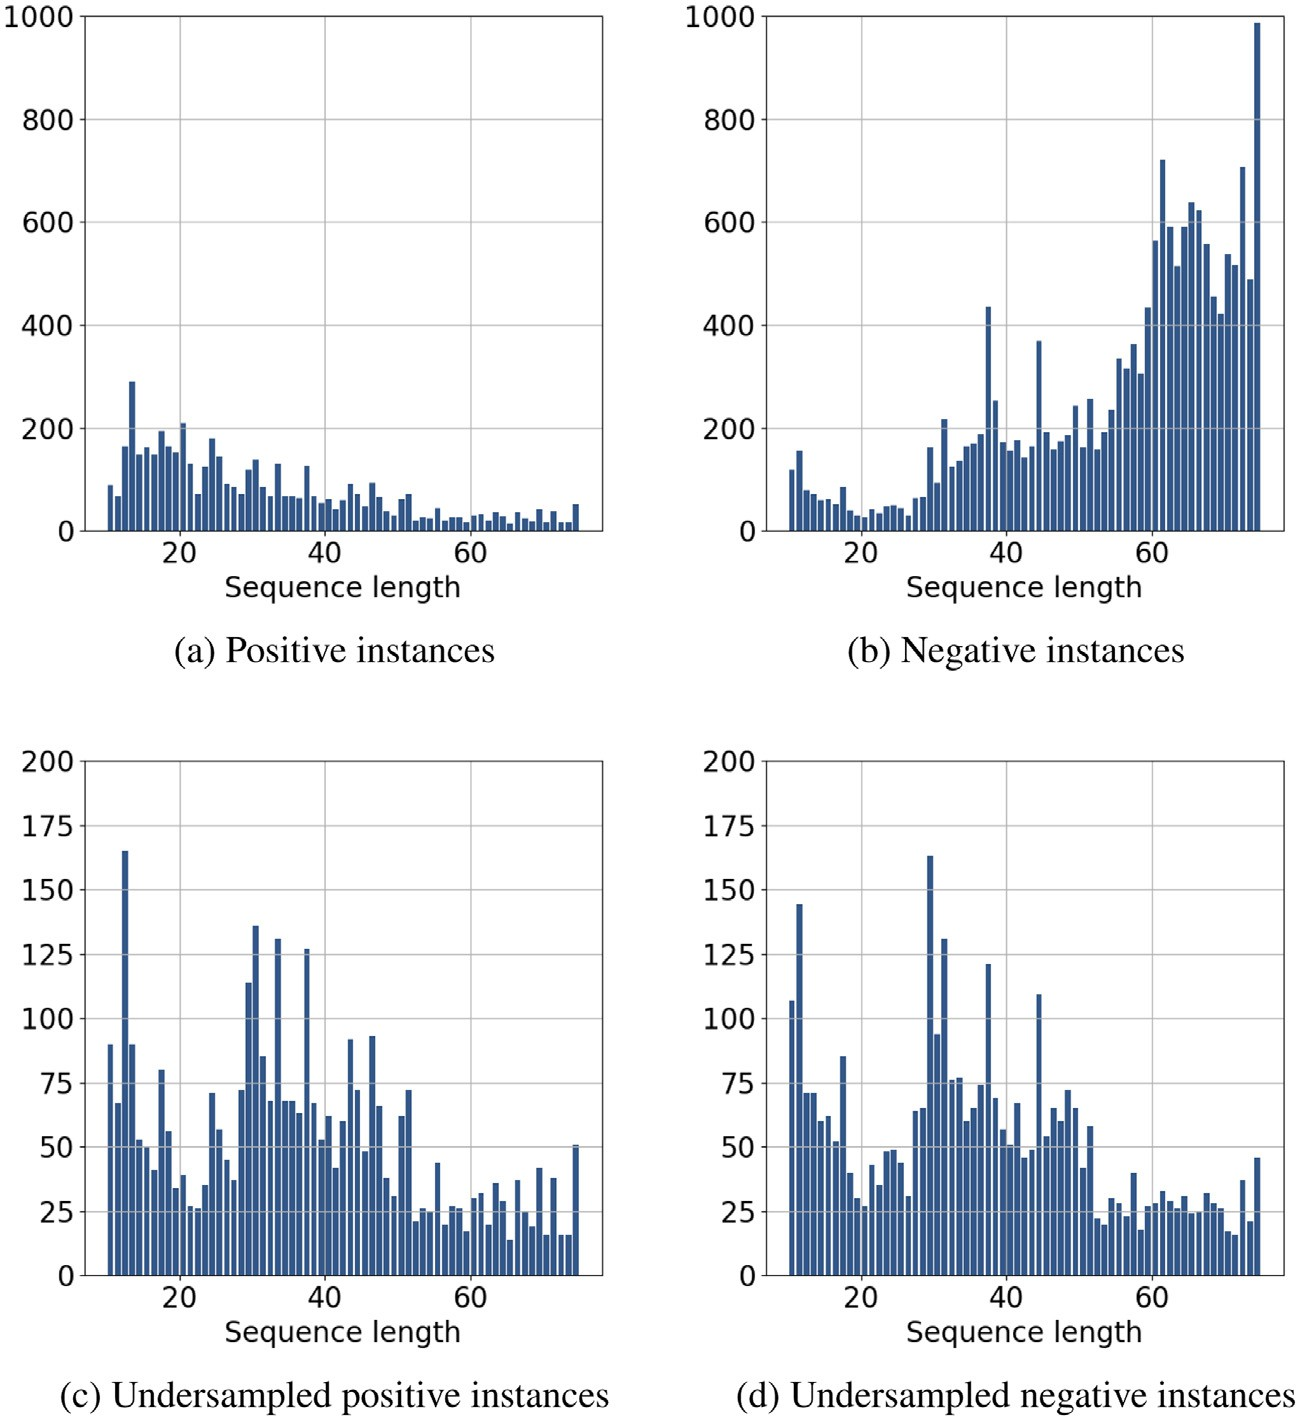 1000
800
600
400
200
0
20 40 60
Sequence length
(a) Positive instances
1000
800
600
400
200
0
20 40 60
Sequence length
(b) Negative instances
200
175
150
125
100
75
50
25
0
20 40 60
Sequence length
(c) Undersampled positive instances
200
175
150
125
100
75
50
25
0
20 40 60
Sequence length
(d) Undersampled negative instances